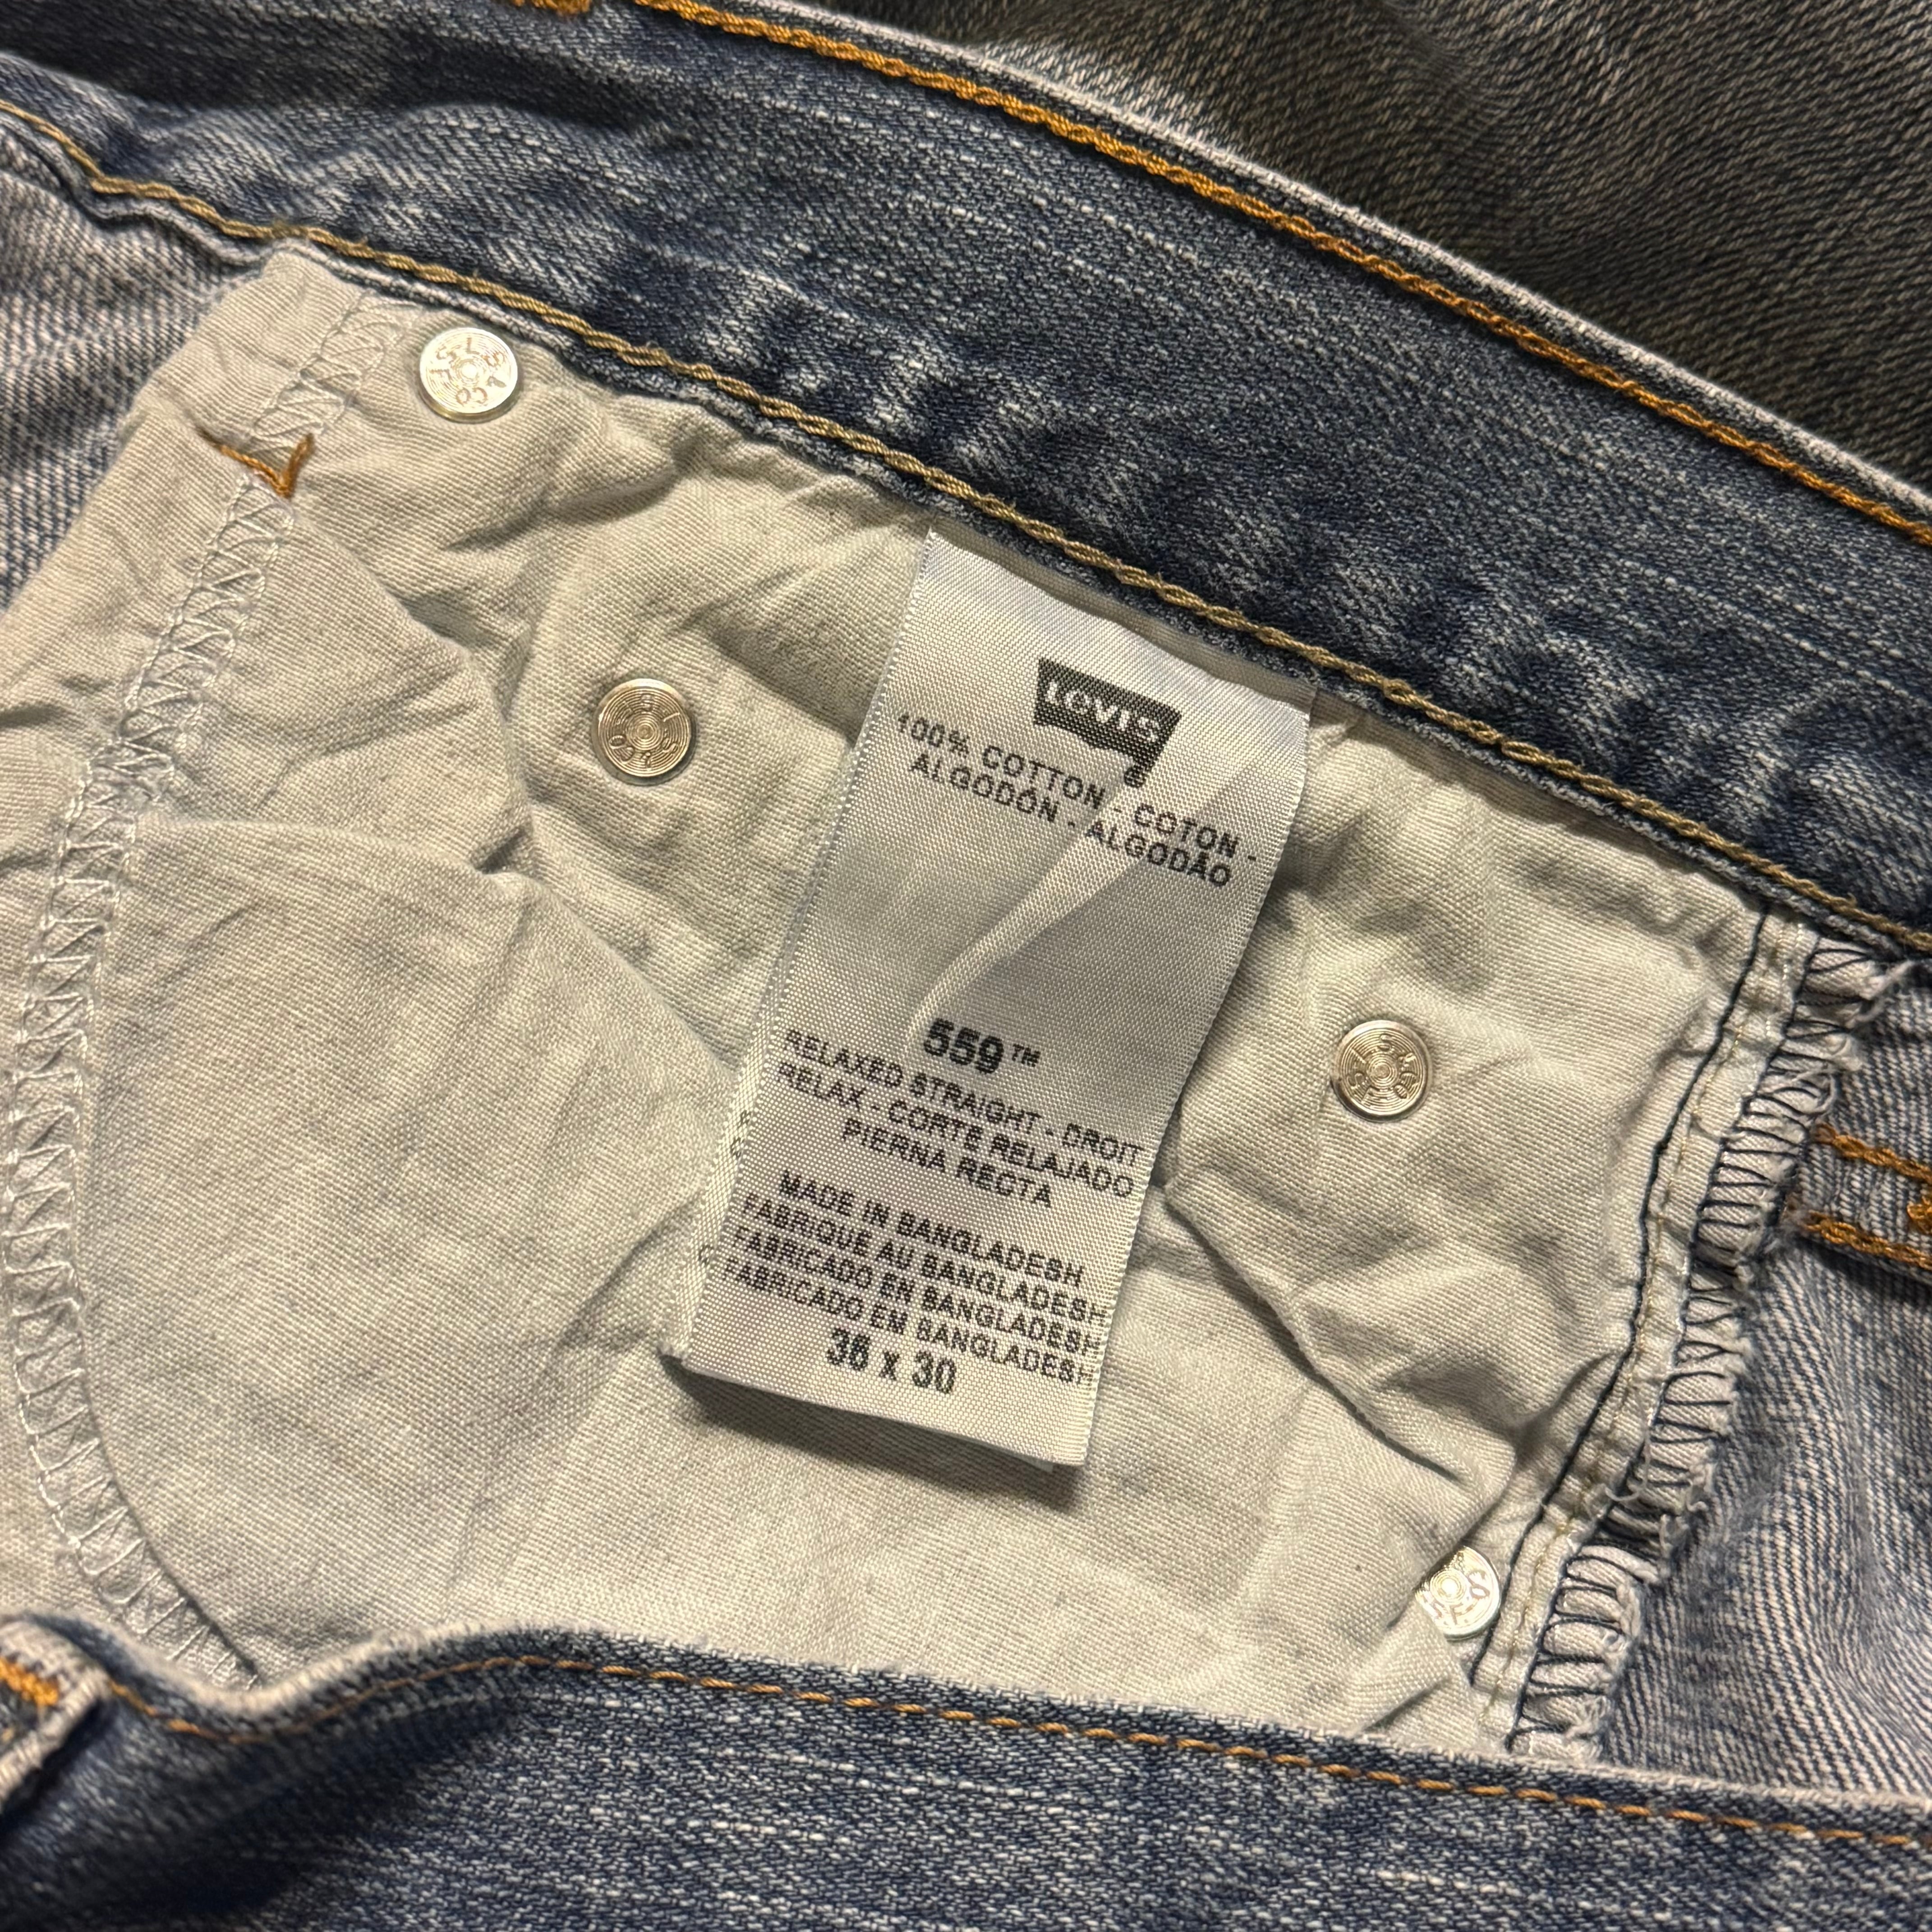 LEVI'S
100% COTTON - COTON -
ALGODÓN - ALGODÃO
559™
RELAXED STRAIGHT - DROIT
RELAX - CORTE RELAJADO
PIERNA RECTA
MADE IN BANGLADESH
FABRIQUE AU BANGLADESH
FABRICADO EN BANGLADESH
FABRICADO EM BANGLADESH
36 x 30